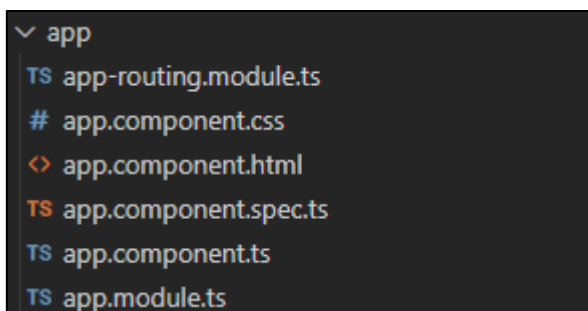 app
TS app-routing.module.ts
# app.component.css
<> app.component.html
TS app.component.spec.ts
TS app.component.ts
TS app.module.ts